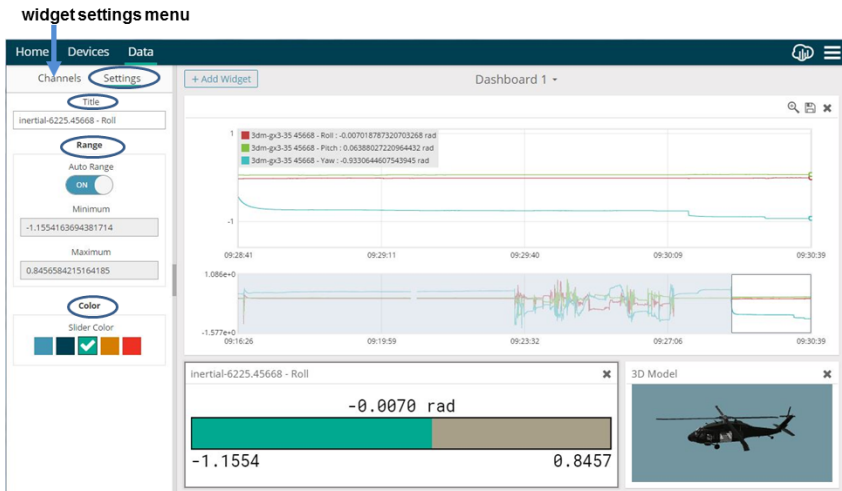 widget settings menu
Home Devices Data
Channels Settings
+ Add Widget
Dashboard 1
Title
inertial-6225.45668 - Roll
Range
Auto Range
ON
Minimum
-1.1554163694381714
Maximum
0.8456584215164185
Color
Slider Color
1
3dm-gx3-35 45668 - Roll : -0.007018787320703268 rad
3dm-gx3-35 45668 - Pitch : 0.06388027220964432 rad
3dm-gx3-35 45668 - Yaw : -0.9330644607543945 rad
-1
09:28:41 09:29:11 09:29:40 09:30:09 09:30:39
1.086e+0
-1.577e+0
09:16:26 09:19:59 09:23:32 09:27:06 09:30:39
inertial-6225.45668 - Roll
-0.0070 rad
-1.1554 0.8457
3D Model